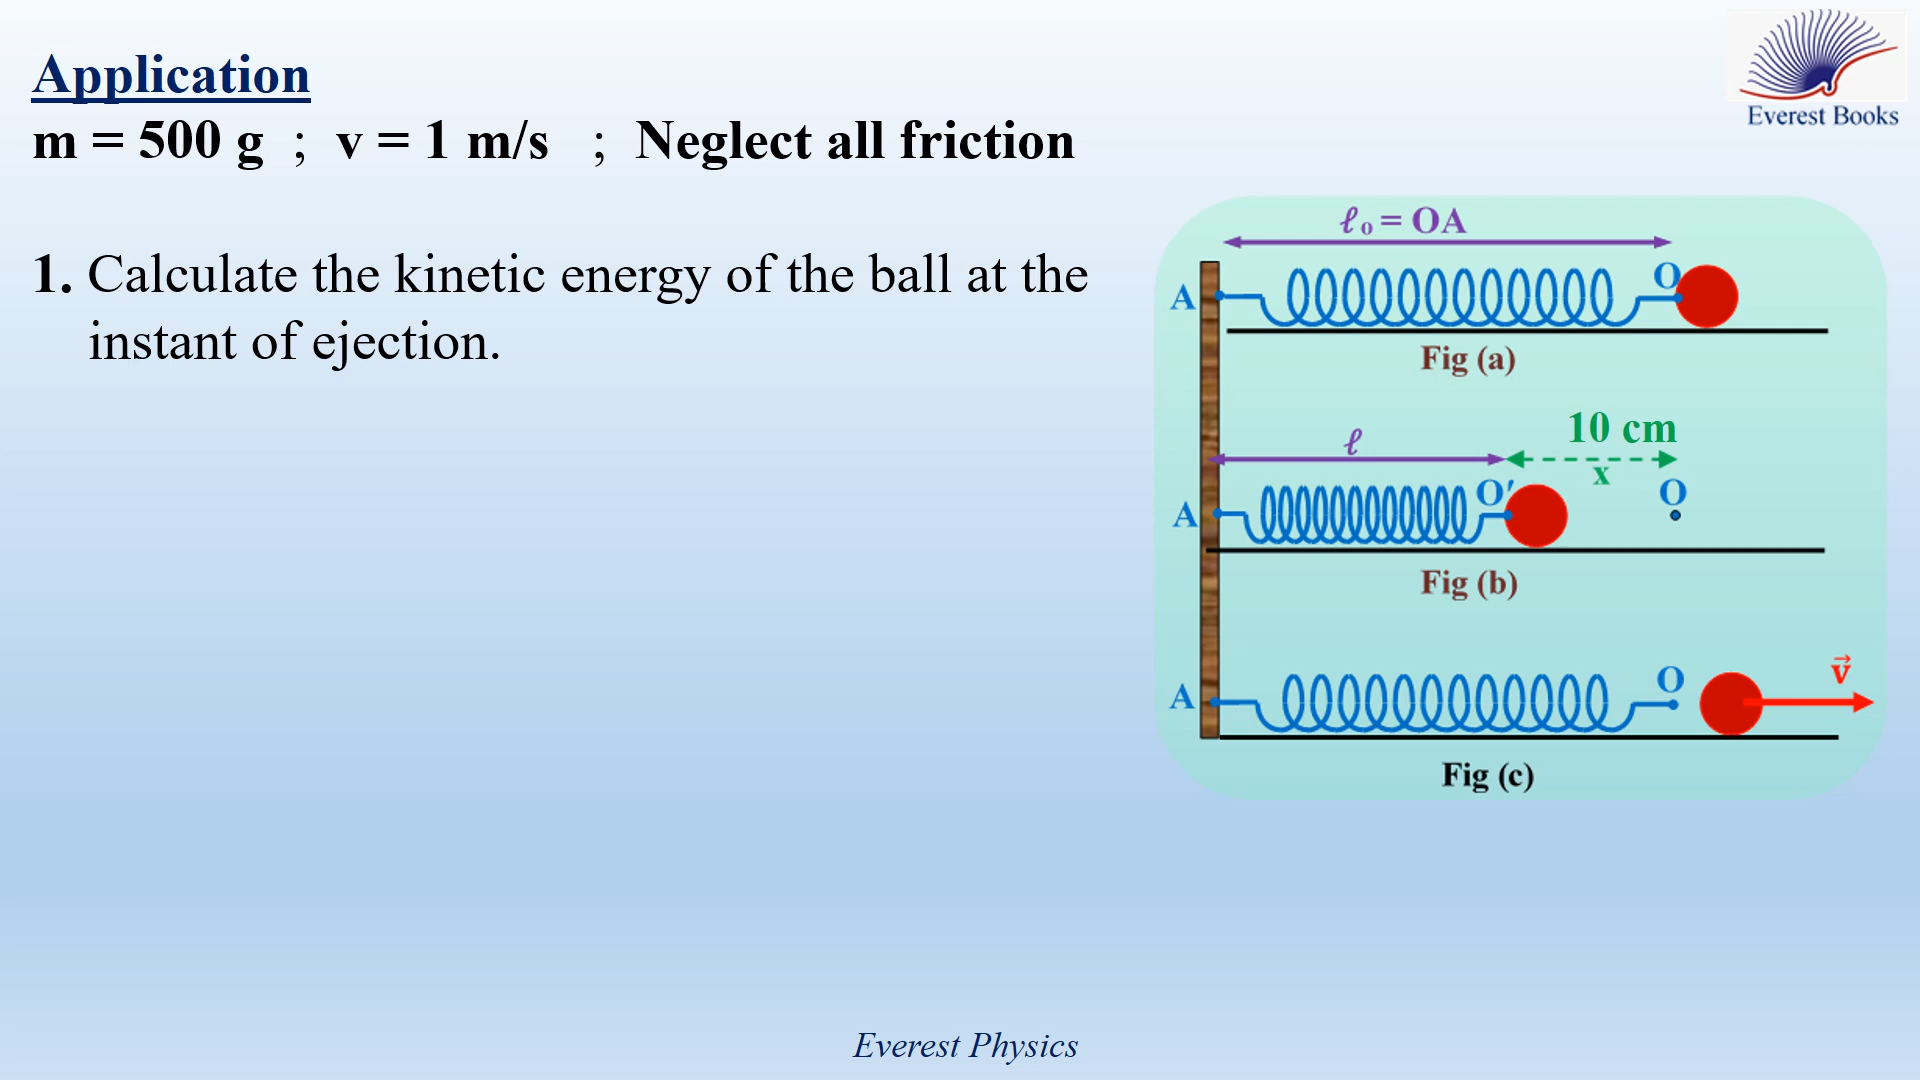 Application
Everest Books
m = 500 g ; v = 1 m/s ; Neglect all friction
1. Calculate the kinetic energy of the ball at the
instant of ejection.
ℓ₀ = OA
A
O
Fig (a)
10 cm
ℓ
x
A
O′
O
Fig (b)
A
O
v⃗
Fig (c)
Everest Physics